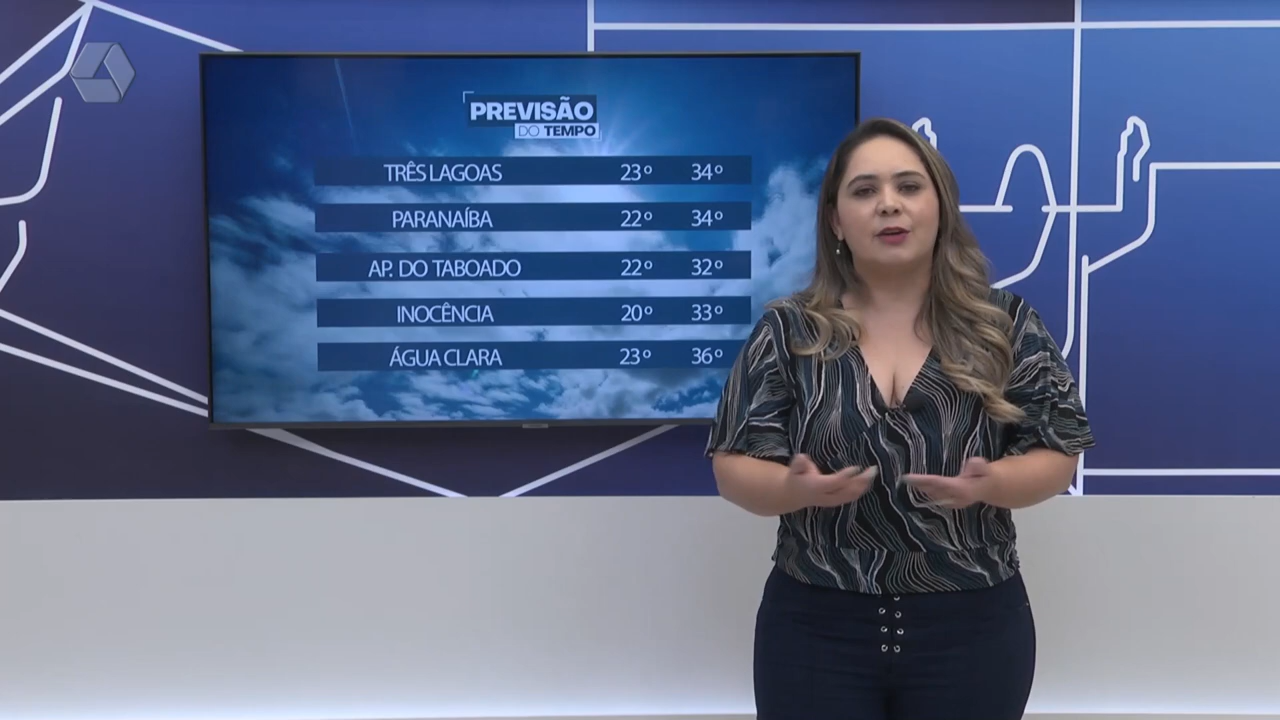 PREVISÃO
DO TEMPO
TRÊS LAGOAS 23º 34º
PARANAÍBA 22º 34º
AP. DO TABOADO 22º 32º
INOCÊNCIA 20º 33º
ÁGUA CLARA 23º 36º